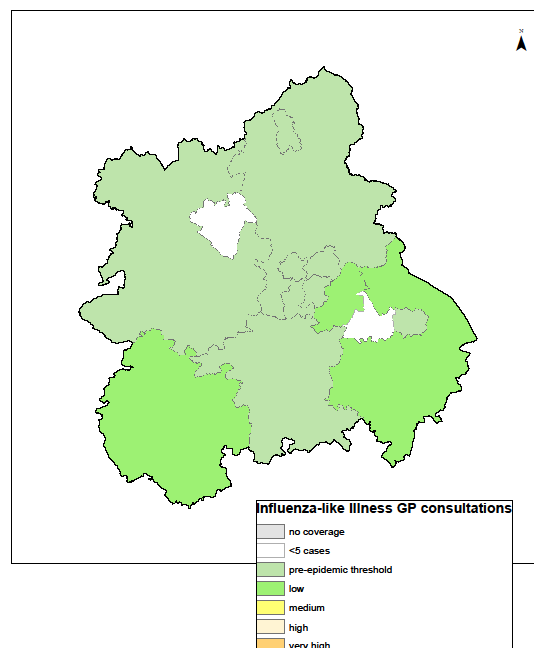 N
Influenza-like Illness GP consultations
no coverage
<5 cases
pre-epidemic threshold
low
medium
high
very high